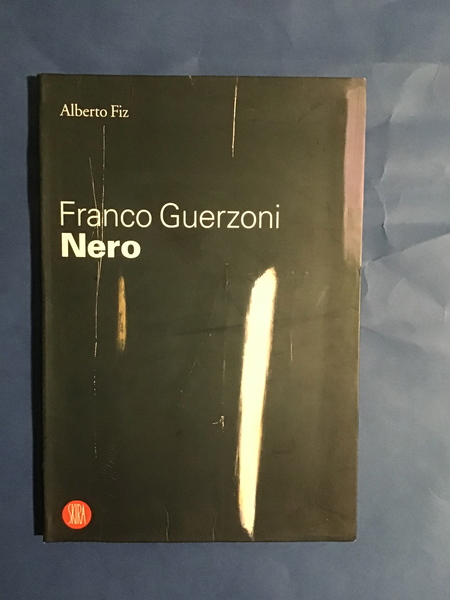 Alberto Fiz
Franco Guerzoni
Nero
SKIRA